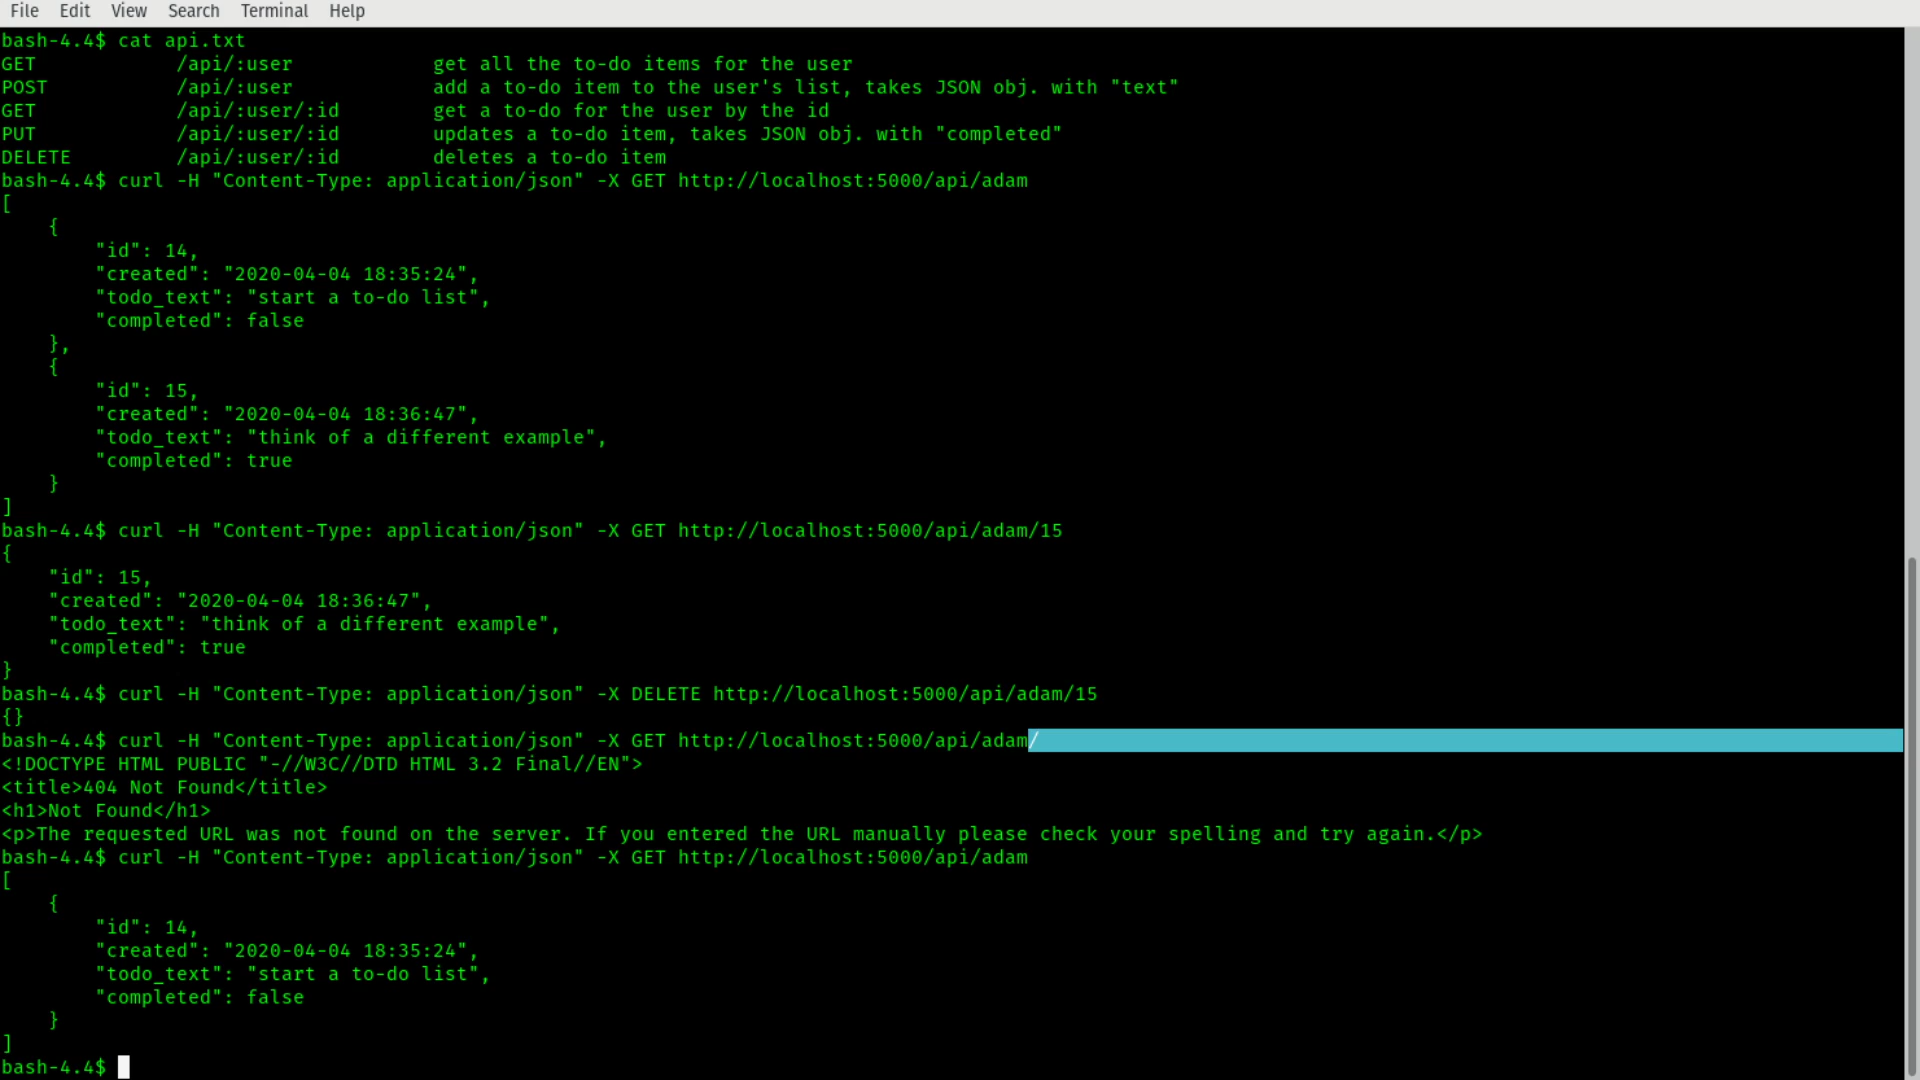 File Edit View Search Terminal Help
bash-4.4$ cat api.txt
GET            /api/:user            get all the to-do items for the user
POST           /api/:user            add a to-do item to the user's list, takes JSON obj. with "text"
GET            /api/:user/:id        get a to-do for the user by the id
PUT            /api/:user/:id        updates a to-do item, takes JSON obj. with "completed"
DELETE         /api/:user/:id        deletes a to-do item
bash-4.4$ curl -H "Content-Type: application/json" -X GET http://localhost:5000/api/adam
[
    {
        "id": 14,
        "created": "2020-04-04 18:35:24",
        "todo_text": "start a to-do list",
        "completed": false
    },
    {
        "id": 15,
        "created": "2020-04-04 18:36:47",
        "todo_text": "think of a different example",
        "completed": true
    }
]
bash-4.4$ curl -H "Content-Type: application/json" -X GET http://localhost:5000/api/adam/15
{
    "id": 15,
    "created": "2020-04-04 18:36:47",
    "todo_text": "think of a different example",
    "completed": true
}
bash-4.4$ curl -H "Content-Type: application/json" -X DELETE http://localhost:5000/api/adam/15
{}
bash-4.4$ curl -H "Content-Type: application/json" -X GET http://localhost:5000/api/adam/
<!DOCTYPE HTML PUBLIC "-//W3C//DTD HTML 3.2 Final//EN">
<title>404 Not Found</title>
<h1>Not Found</h1>
<p>The requested URL was not found on the server. If you entered the URL manually please check your spelling and try again.</p>
bash-4.4$ curl -H "Content-Type: application/json" -X GET http://localhost:5000/api/adam
[
    {
        "id": 14,
        "created": "2020-04-04 18:35:24",
        "todo_text": "start a to-do list",
        "completed": false
    }
]
bash-4.4$